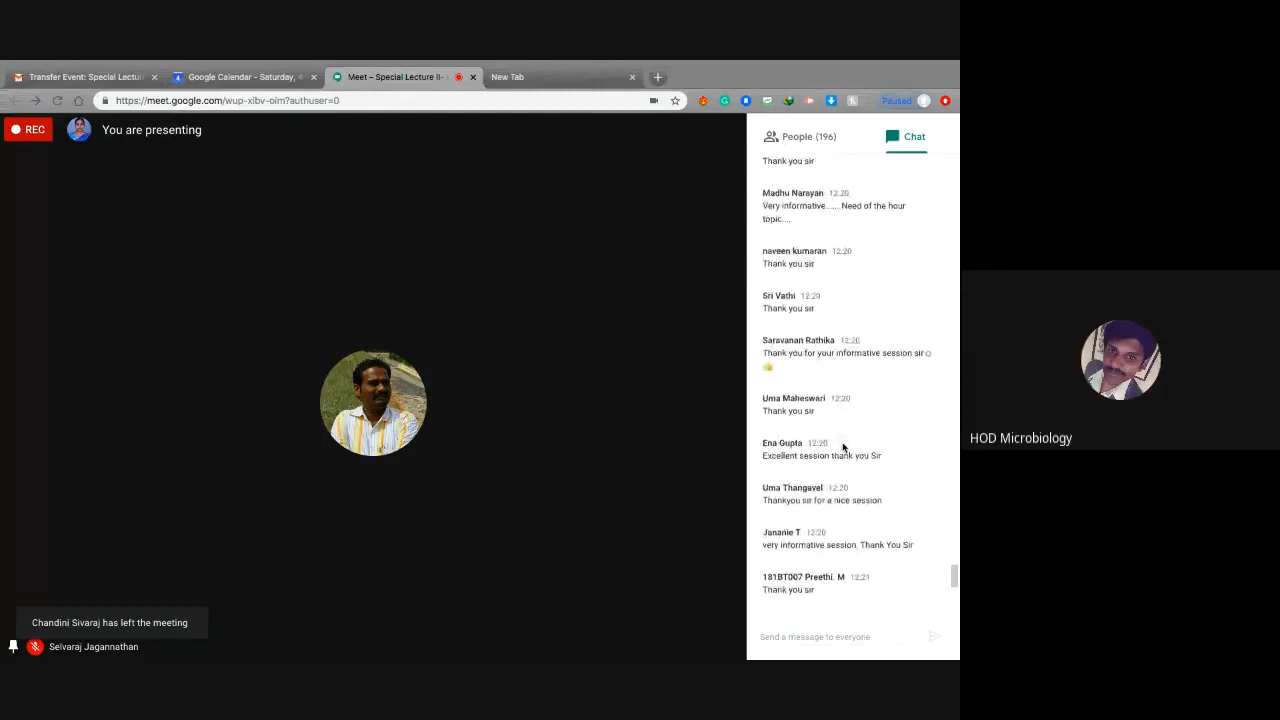 Transfer Event: Special Lectu
Google Calendar - Saturday, 4
Meet – Special Lecture II-
New Tab
https://meet.google.com/wup-xibv-oim?authuser=0
Paused
REC
You are presenting
People (196)
Chat
Thank you sir
Madhu Narayan 12:20
Very informative...... Need of the hour
topic....
naveen kumaran 12:20
Thank you sir
Sri Vathi 12:20
Thank you sir
Saravanan Rathika 12:20
Thank you for your informative session sir
Uma Maheswari 12:20
Thank you sir
Ena Gupta 12:20
Excellent session thank you Sir
Uma Thangavel 12:20
Thankyou sir for a nice session
Jananie T 12:20
very informative session, Thank You Sir
181BT007 Preethi. M 12:21
Thank you sir
Send a message to everyone
Chandini Sivaraj has left the meeting
Selvaraj Jagannathan
HOD Microbiology